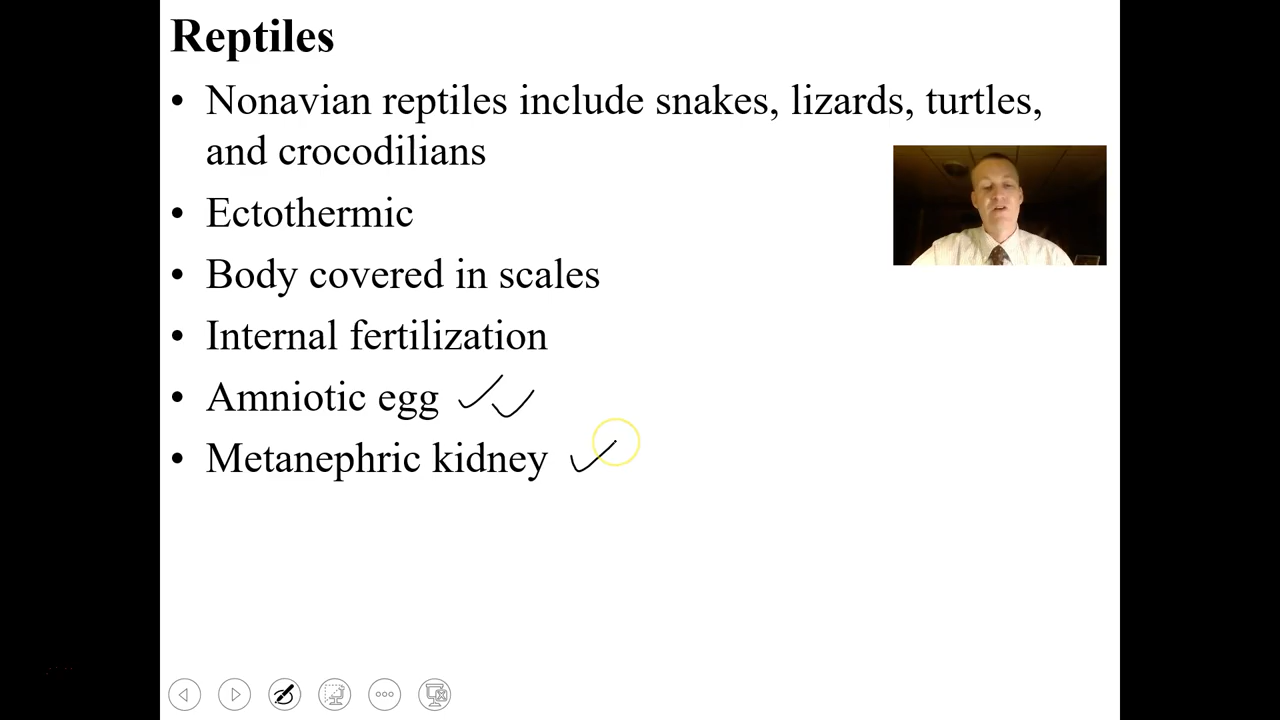 Reptiles
• Nonavian reptiles include snakes, lizards, turtles,
and crocodilians
• Ectothermic
• Body covered in scales
• Internal fertilization
• Amniotic egg
• Metanephric kidney